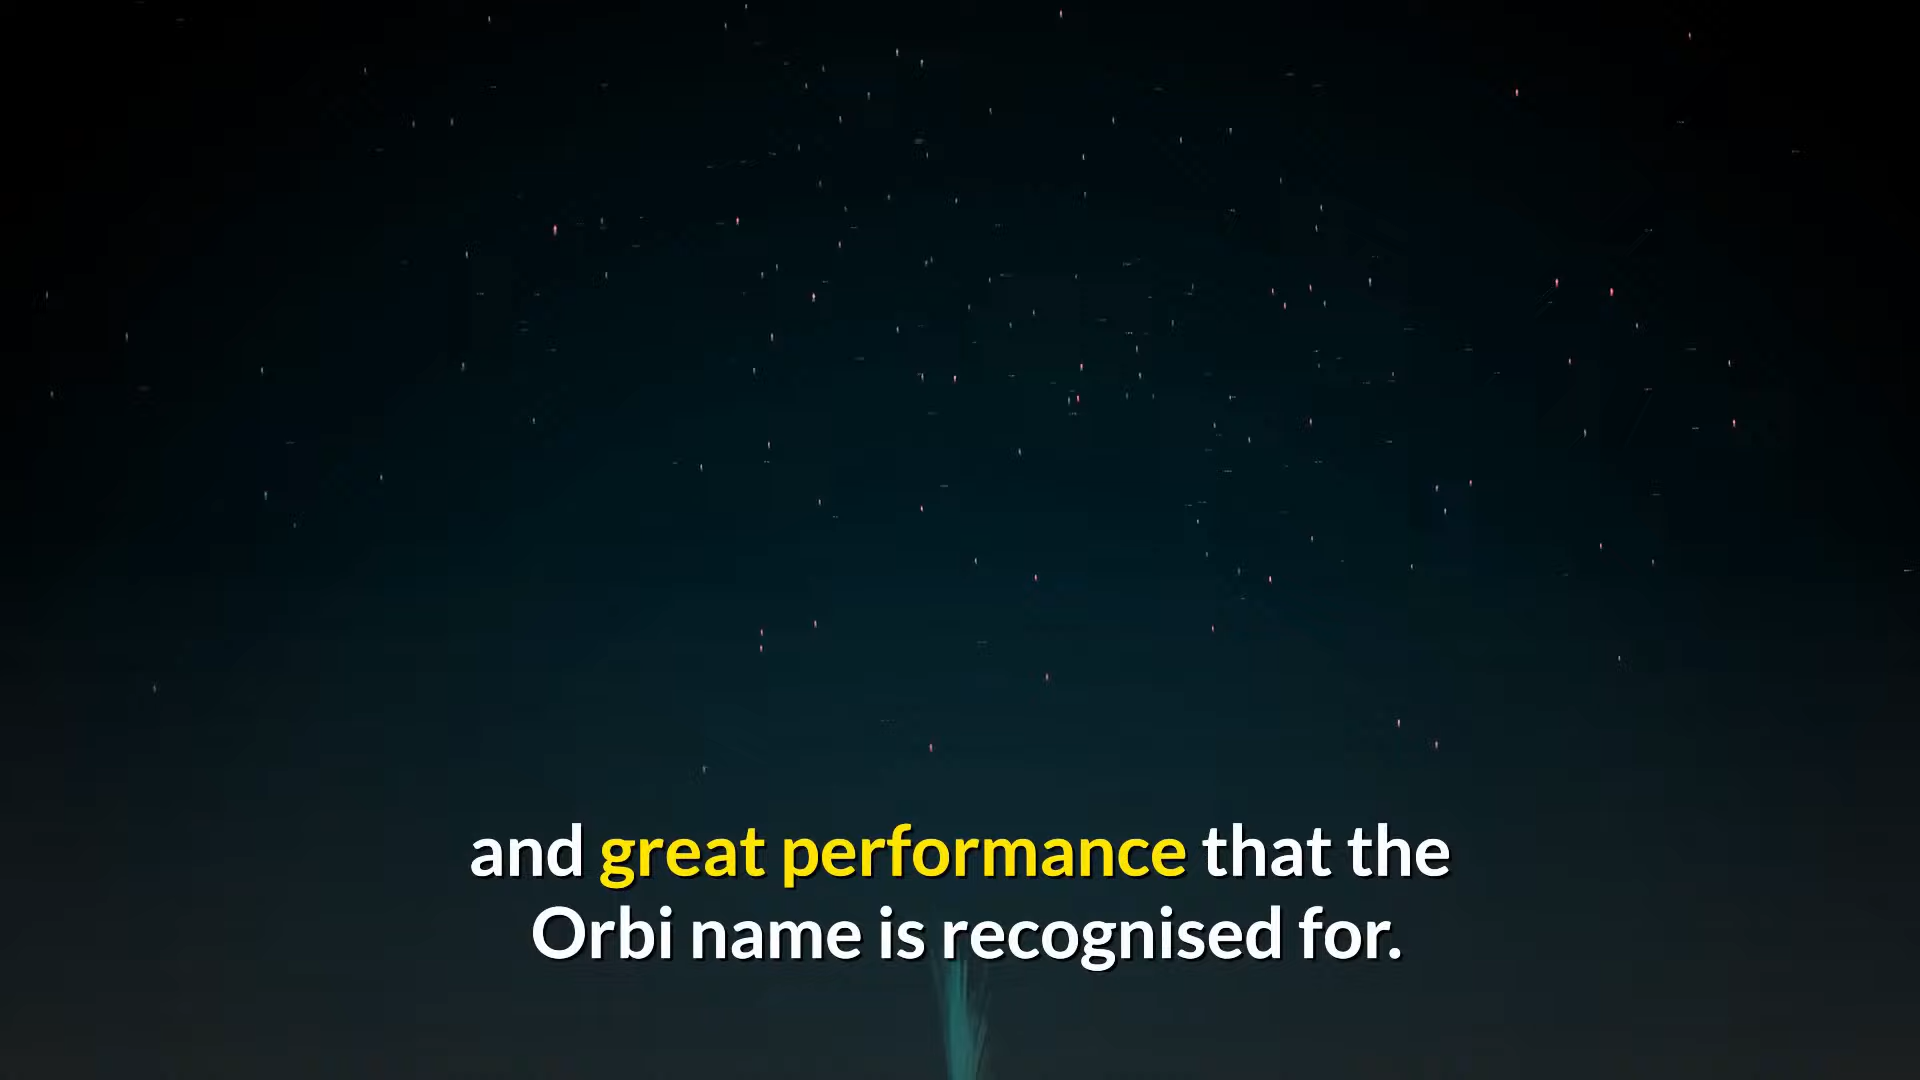 and great performance that the
Orbi name is recognised for.